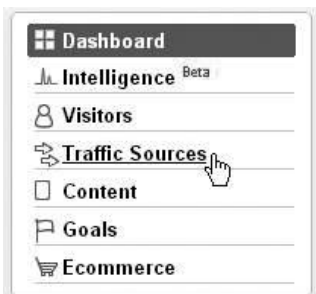 Dashboard
Intelligence Beta
Visitors
Traffic Sources
Content
Goals
Ecommerce